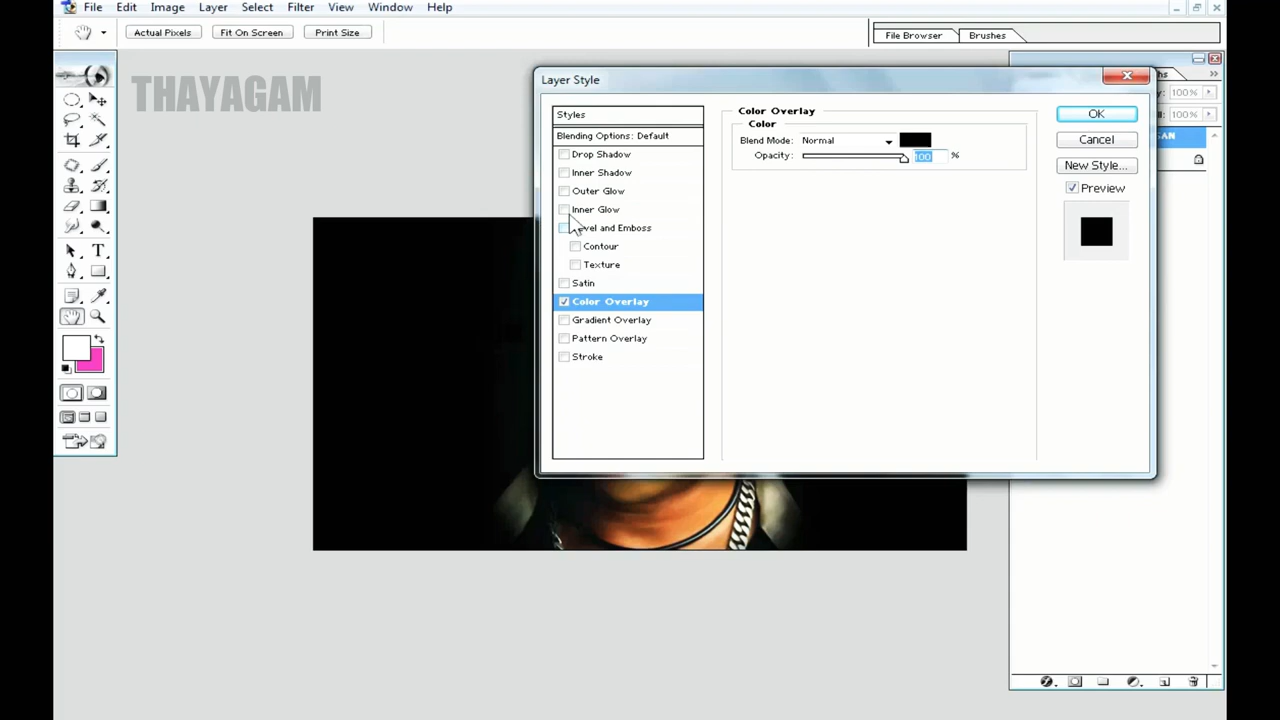 File Edit Image Layer Select Filter View Window Help
Actual Pixels Fit On Screen Print Size
File Browser Brushes
THAYAGAM
Layer Style
Styles
Blending Options: Default
Drop Shadow
Inner Shadow
Outer Glow
Inner Glow
Bevel and Emboss
Contour
Texture
Satin
Color Overlay
Gradient Overlay
Pattern Overlay
Stroke
Color Overlay
Color
Blend Mode: Normal
Opacity: 100 %
OK
Cancel
New Style...
Preview
100%
100%
T